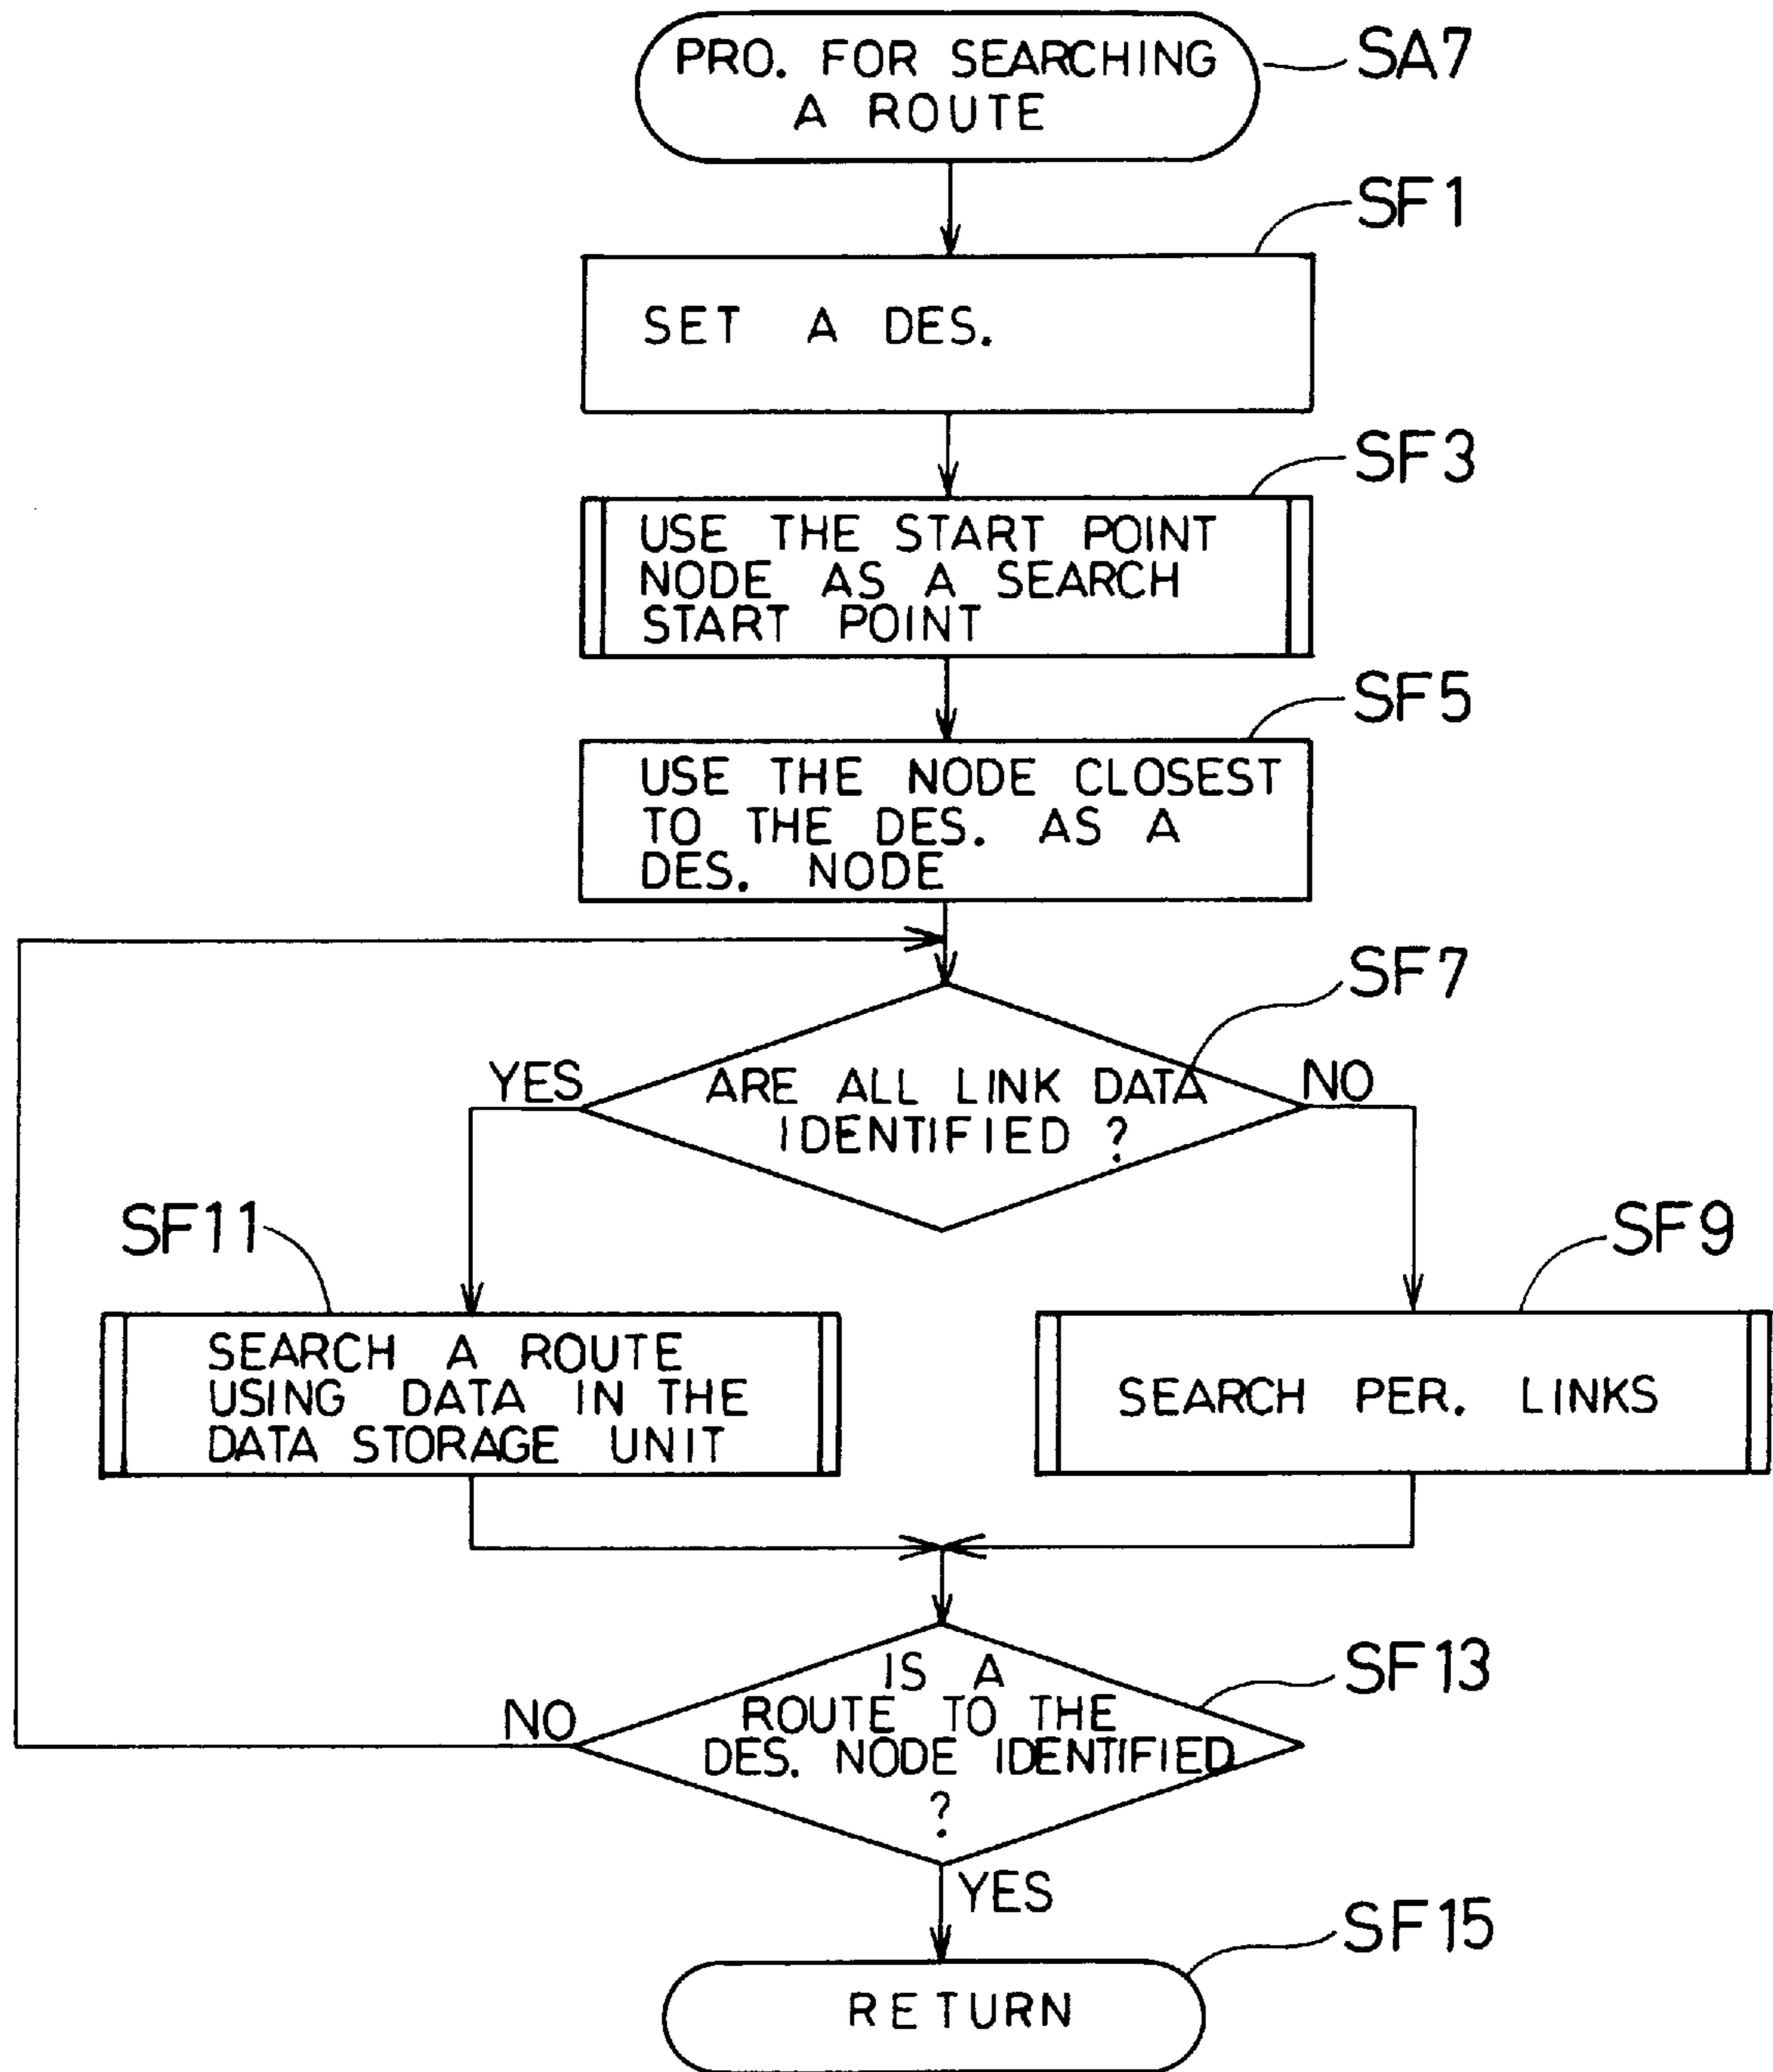 PRO. FOR SEARCHING
A ROUTE
SA7
SF1
SET A DES.
SF3
USE THE START POINT
NODE AS A SEARCH
START POINT
SF5
USE THE NODE CLOSEST
TO THE DES. AS A
DES. NODE
SF7
YES
ARE ALL LINK DATA
IDENTIFIED ?
NO
SF11
SF9
SEARCH A ROUTE
USING DATA IN THE
DATA STORAGE UNIT
SEARCH PER. LINKS
SF13
IS A
ROUTE TO THE
DES. NODE IDENTIFIED
?
NO
YES
SF15
RETURN